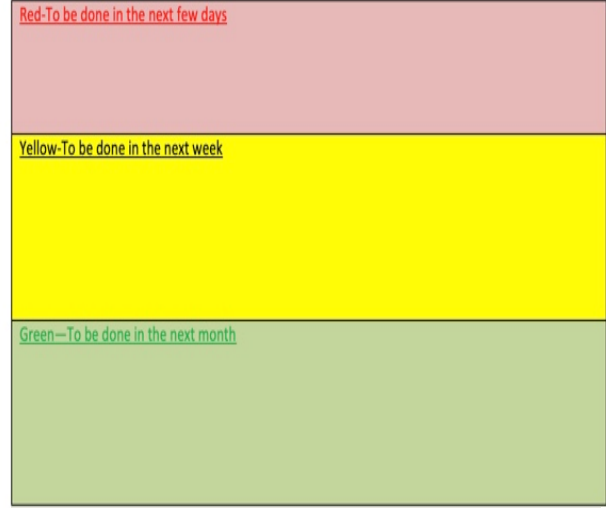 Red-To be done in the next few days
Yellow-To be done in the next week
Green—To be done in the next month